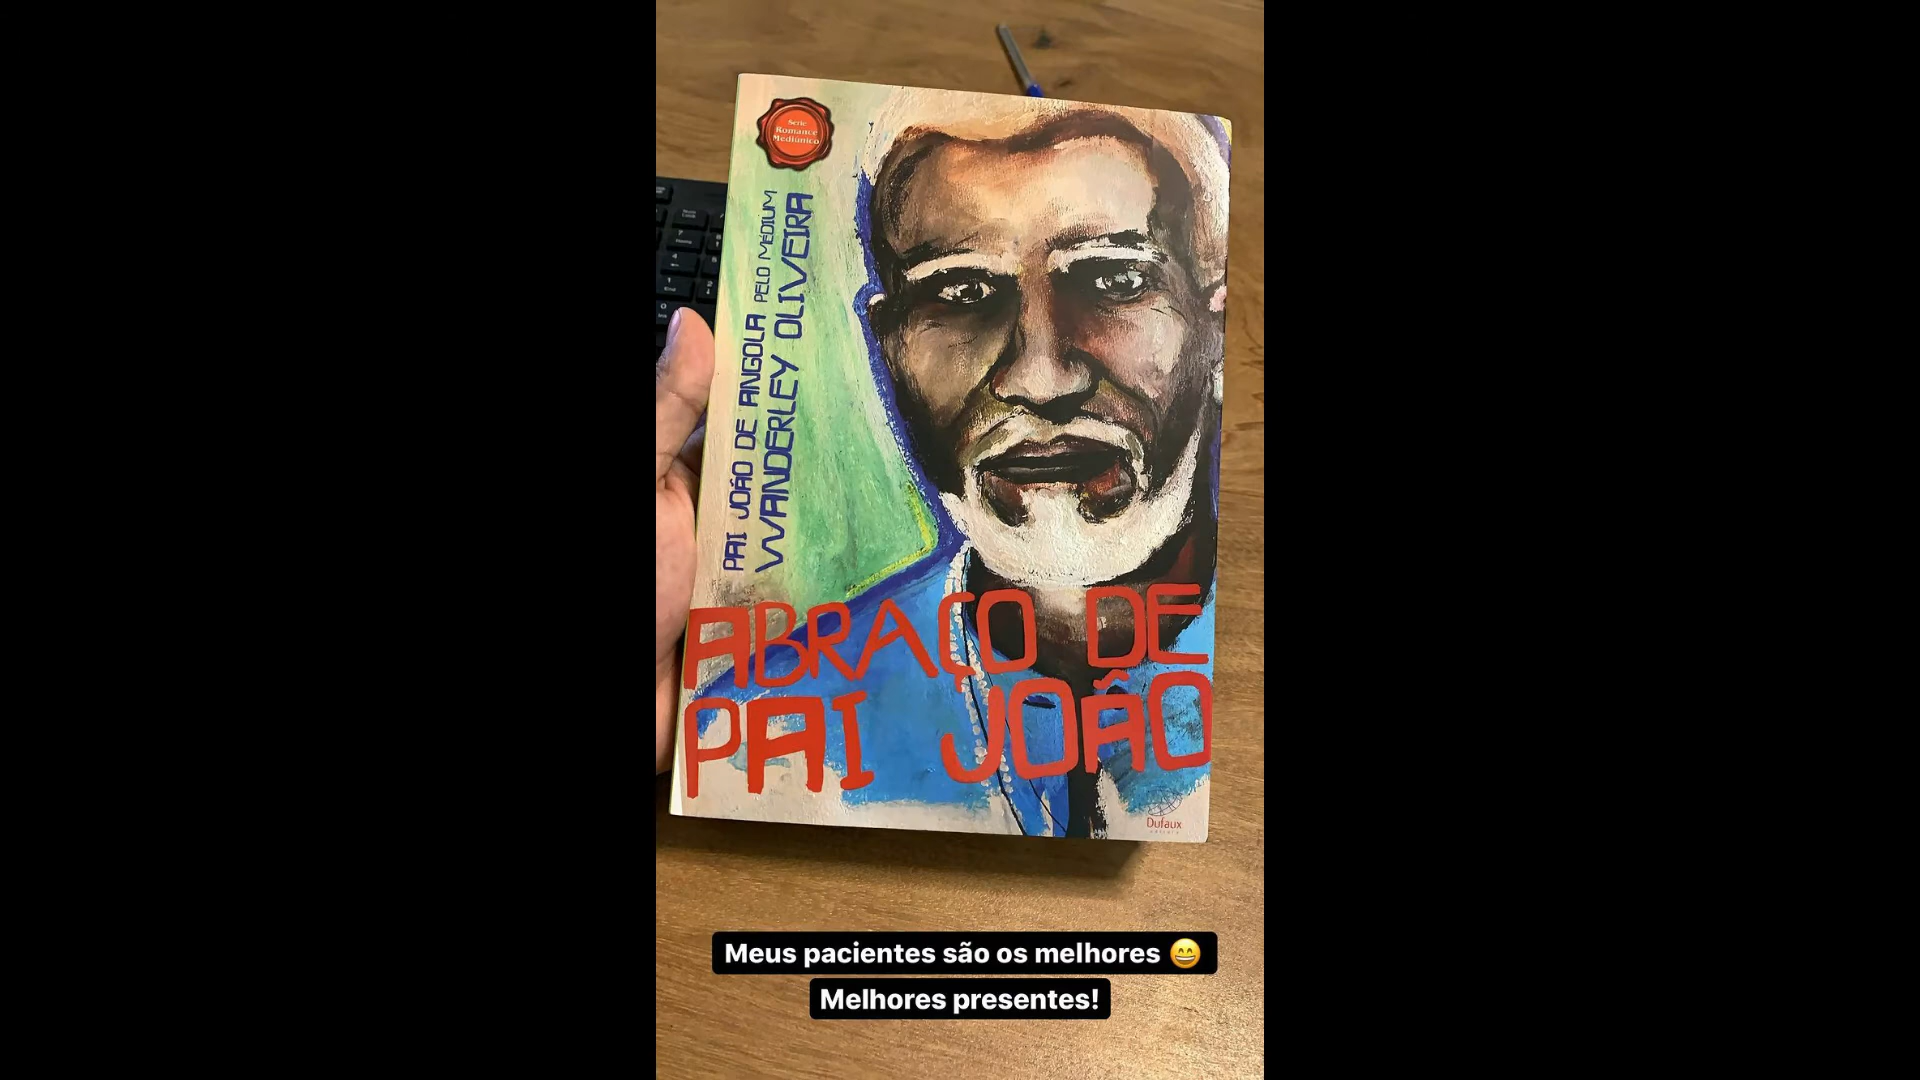 Série
Romance
Mediúnico
PAI JOÃO DE ANGOLA PELO MÉDIUM
WANDERLEY OLIVEIRA
ABRAÇO DE
PAI JOÃO
Dufaux
editora
Meus pacientes são os melhores 😄
Melhores presentes!